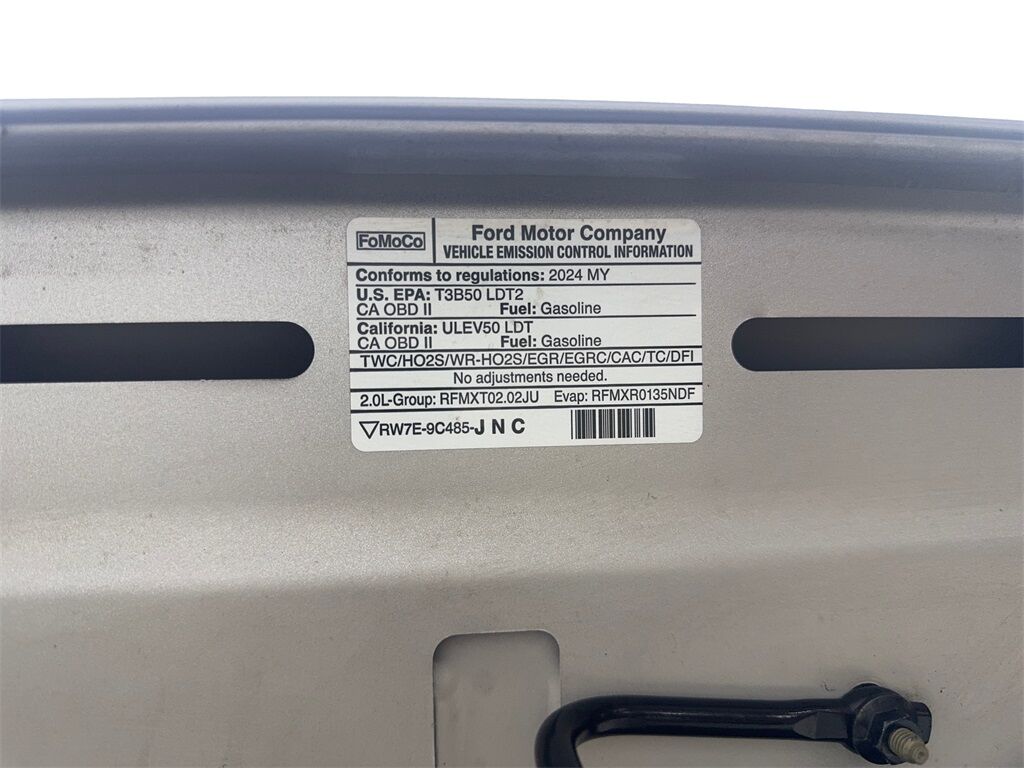 FoMoCo
Ford Motor Company
VEHICLE EMISSION CONTROL INFORMATION
Conforms to regulations: 2024 MY
U.S. EPA: T3B50 LDT2
CA OBD II Fuel: Gasoline
California: ULEV50 LDT
CA OBD II Fuel: Gasoline
TWC/HO2S/WR-HO2S/EGR/EGRC/CAC/TC/DFI
No adjustments needed.
2.0L-Group: RFMXT02.02JU Evap: RFMXR0135NDF
RW7E-9C485-J N C